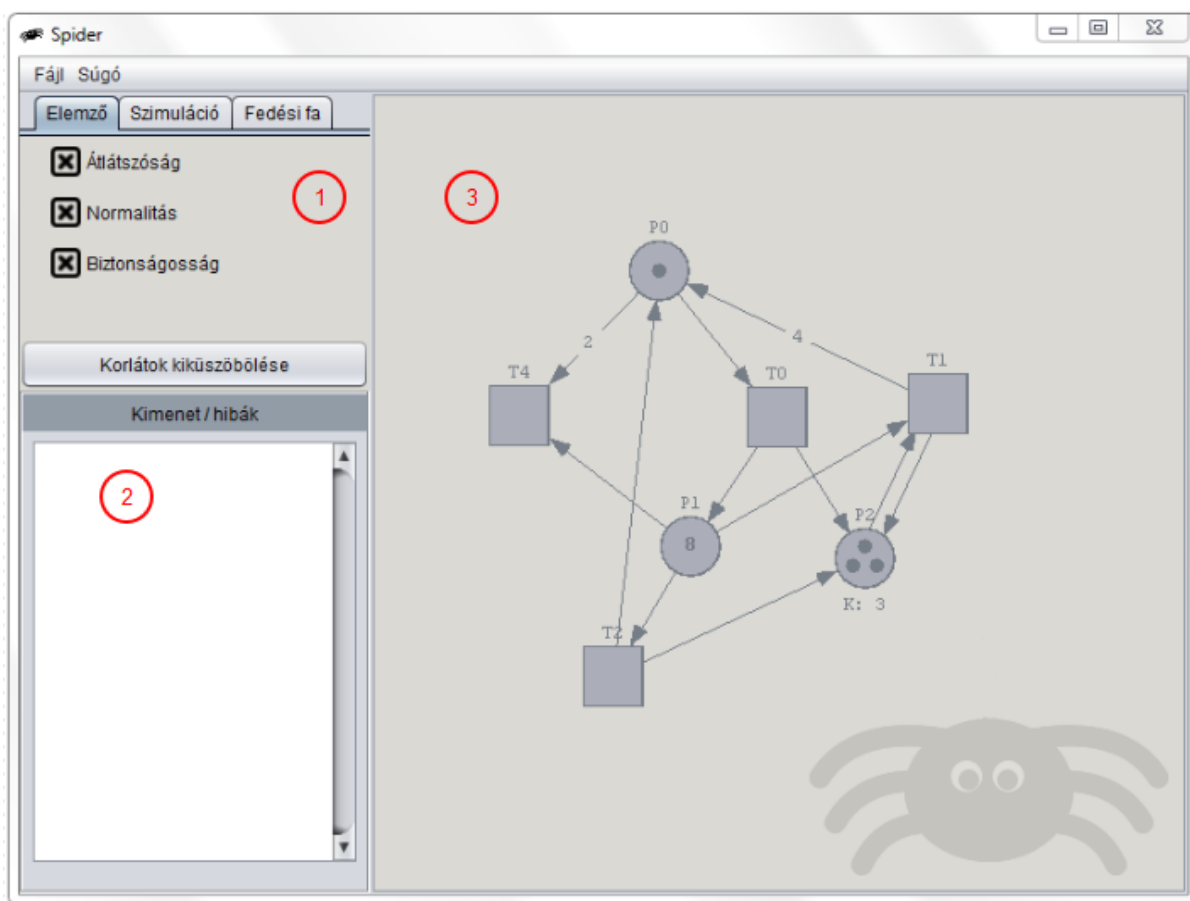 Spider
Fájl Súgó
Elemző Szimuláció Fedési fa
Átlátszóság
Normalitás
Biztonságosság
1
Korlátok kiküszöbölése
Kimenet / hibák
2
3
P0
2
4
T4
T0
T1
P1
8
P2
K: 3
T2